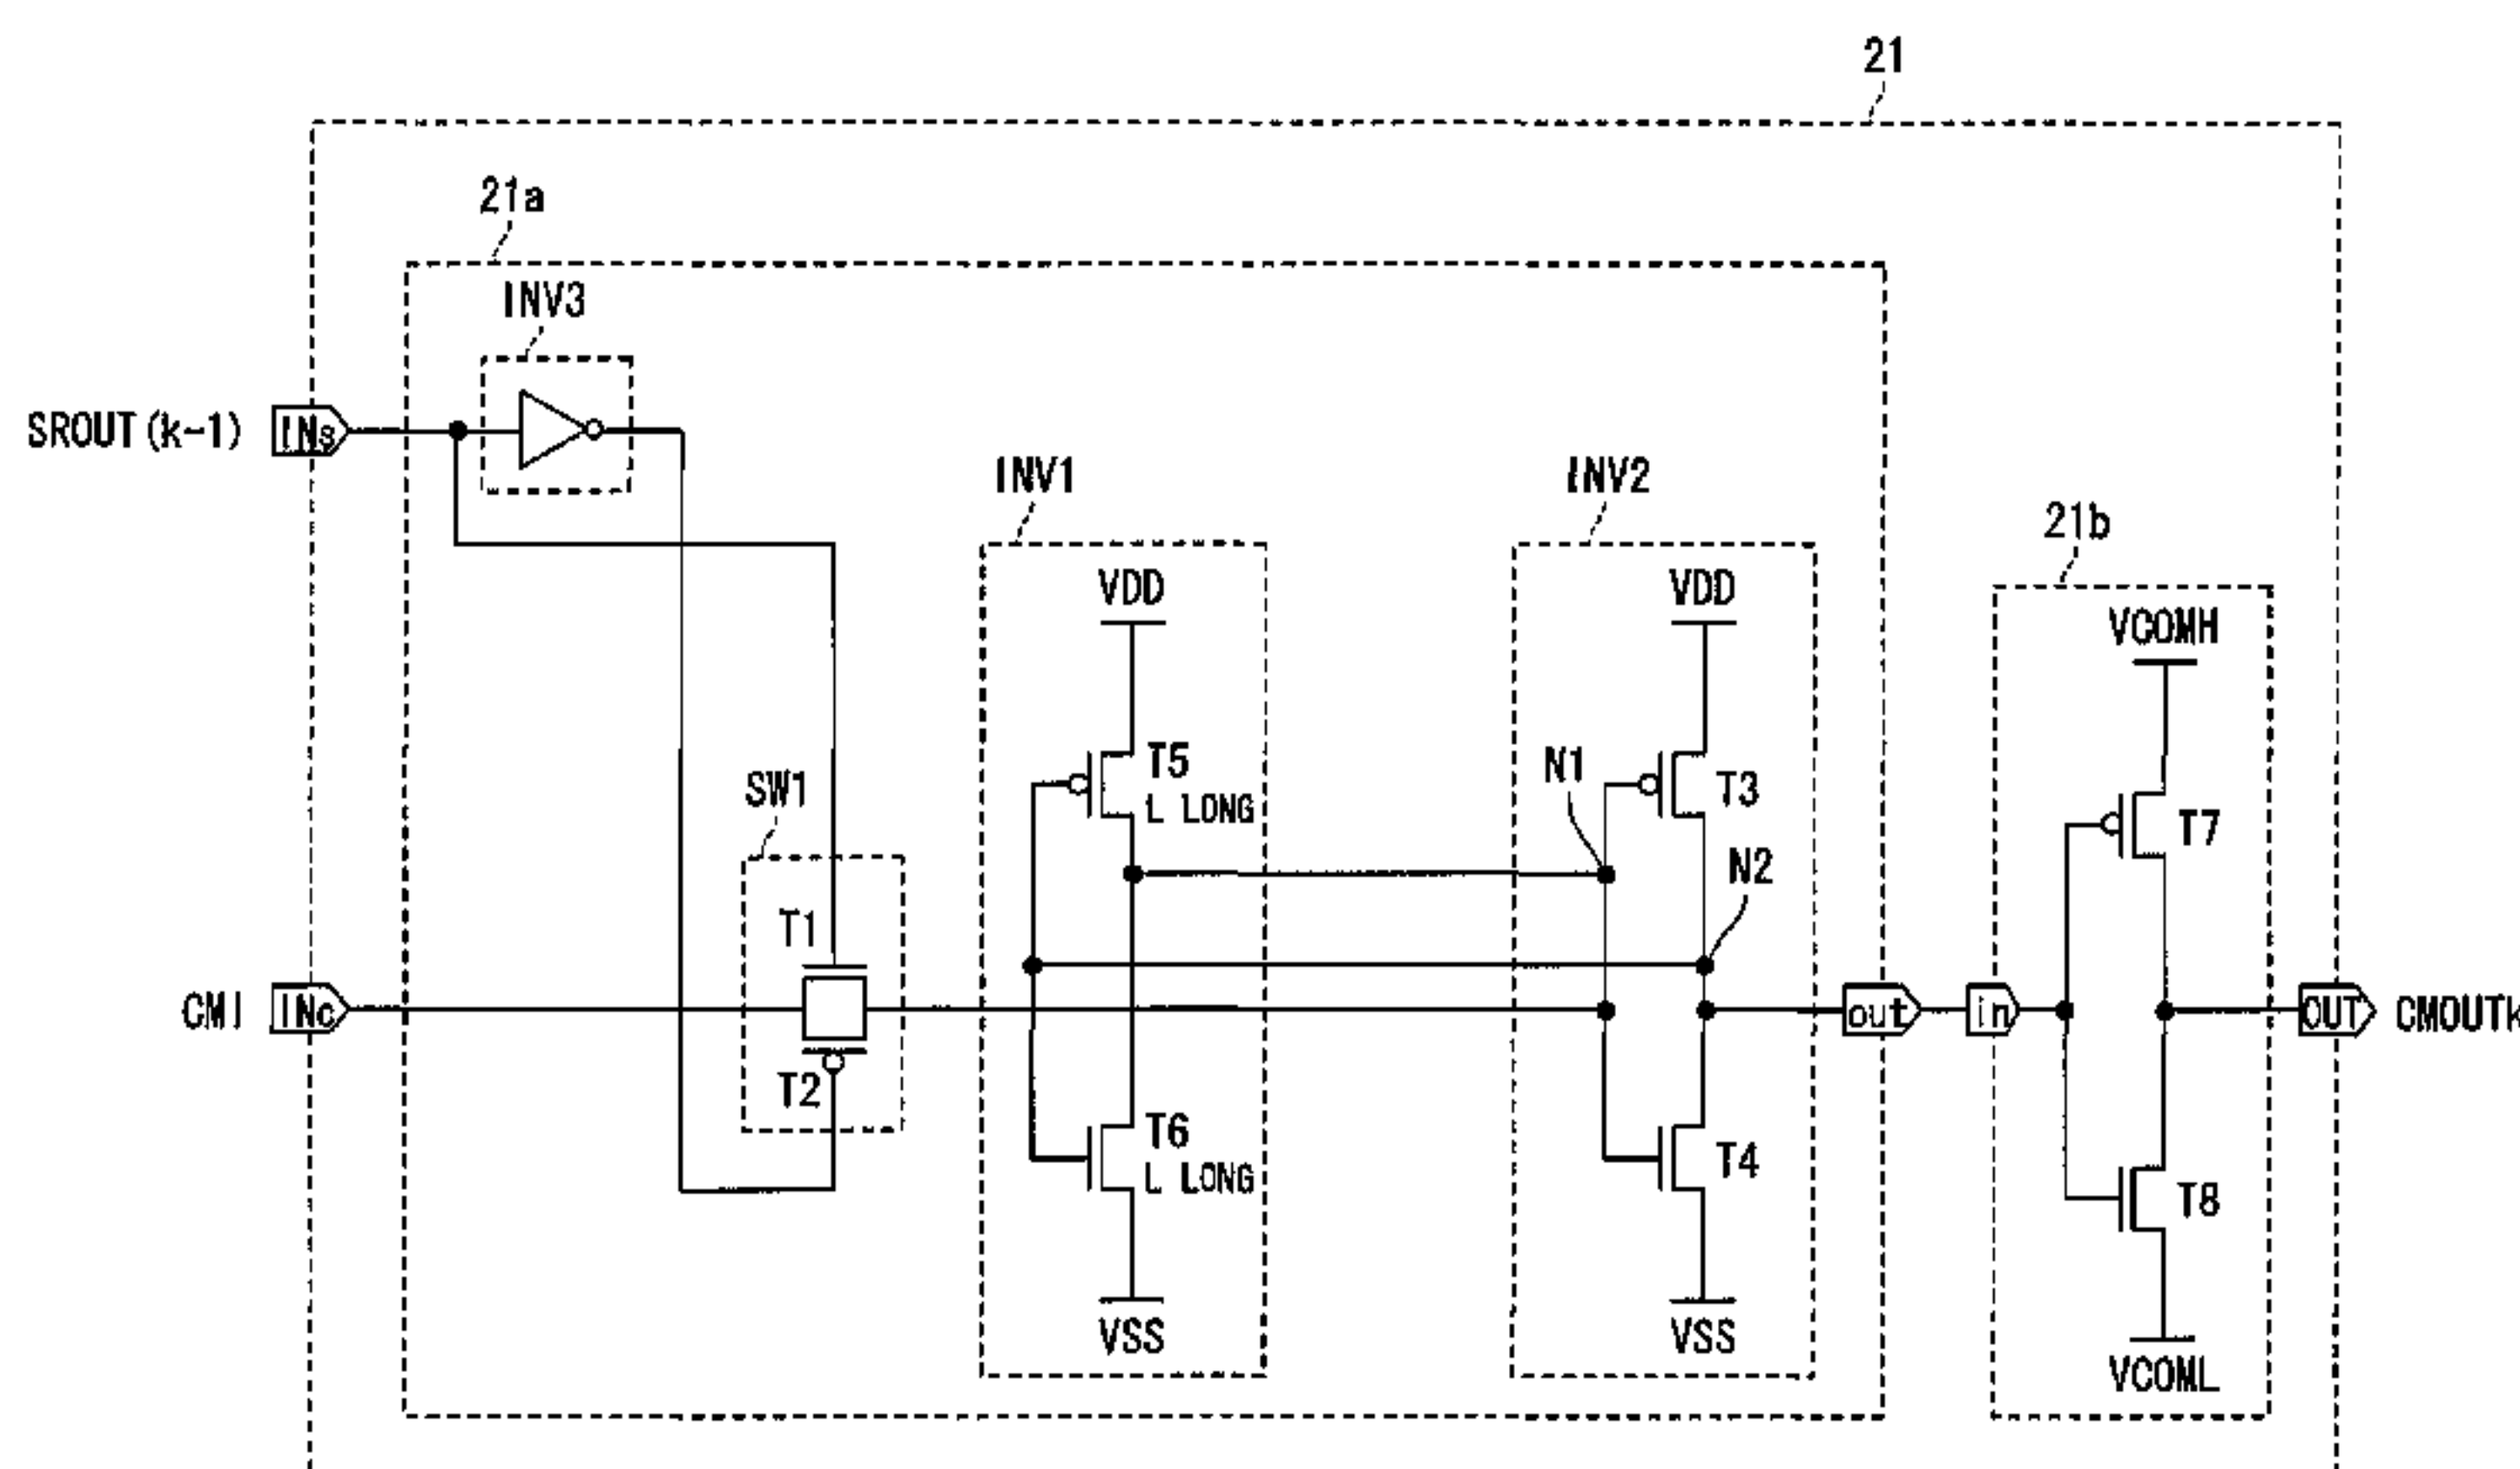 21
21a
INV3
SROUT(k-1)
INs
INV1
INV2
21b
VDD
VDD
VCOMH
T5
L LONG
N1
T3
T7
SW1
N2
T1
CMI
INc
out
in
OUT
CMOUTk
T2
T6
L LONG
T4
T8
VSS
VSS
VCOML